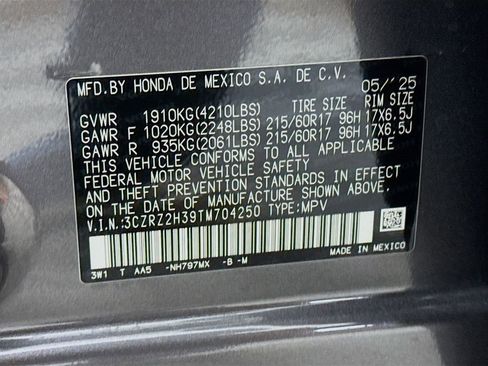 MFD. BY HONDA DE MEXICO S.A. DE C.V. 05/'25
TIRE SIZE RIM SIZE
GVWR 1910KG(4210LBS)
GAWR F 1020KG(2248LBS) 215/60R17 96H 17X6.5J
GAWR R 935KG(2061LBS) 215/60R17 96H 17X6.5J
THIS VEHICLE CONFORMS TO ALL APPLICABLE
FEDERAL MOTOR VEHICLE SAFETY
AND THEFT PREVENTION STANDARDS IN EFFECT
ON THE DATE OF MANUFACTURE SHOWN ABOVE.
V.I.N.:3CZRZ2H39TM704250 TYPE:MPV
3W1 T AA5 -NH797MX -B -M MADE IN MEXICO